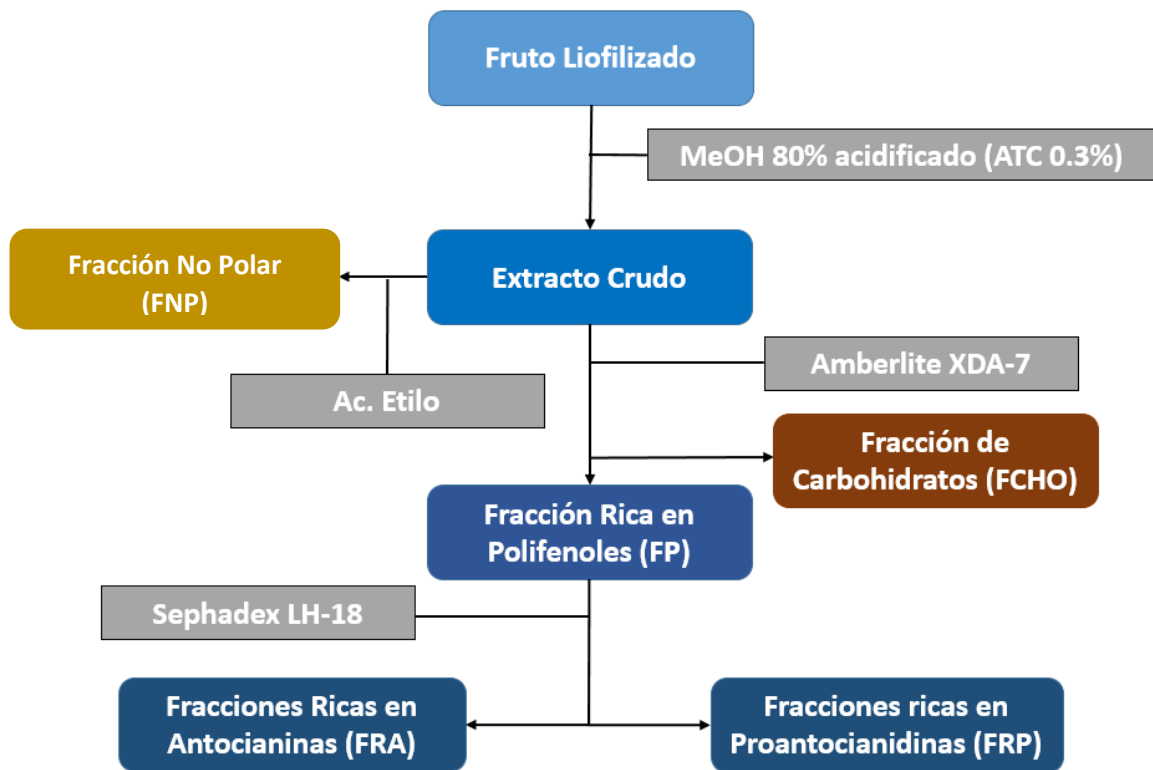 Fruto Liofilizado
MeOH 80% acidificado (ATC 0.3%)
Fracción No Polar
(FNP)
Extracto Crudo
Amberlite XDA-7
Ac. Etilo
Fracción de
Carbohidratos (FCHO)
Fracción Rica en
Polifenoles (FP)
Sephadex LH-18
Fracciones Ricas en
Antocianinas (FRA)
Fracciones ricas en
Proantocianidinas (FRP)